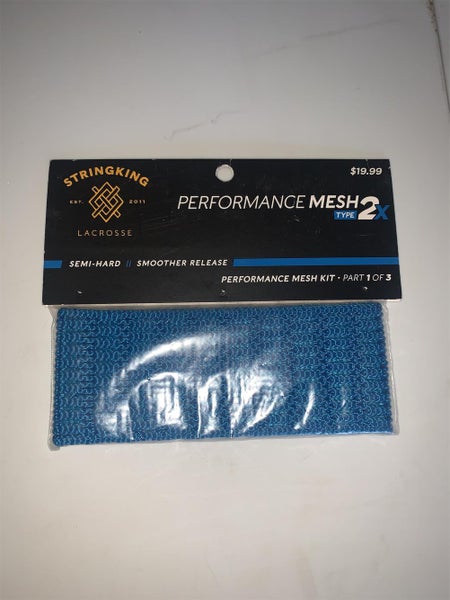 $19.99
STRINGKING
EST. 2011
LACROSSE
PERFORMANCE MESH
TYPE 2X
SEMI-HARD // SMOOTHER RELEASE
PERFORMANCE MESH KIT • PART 1 OF 3